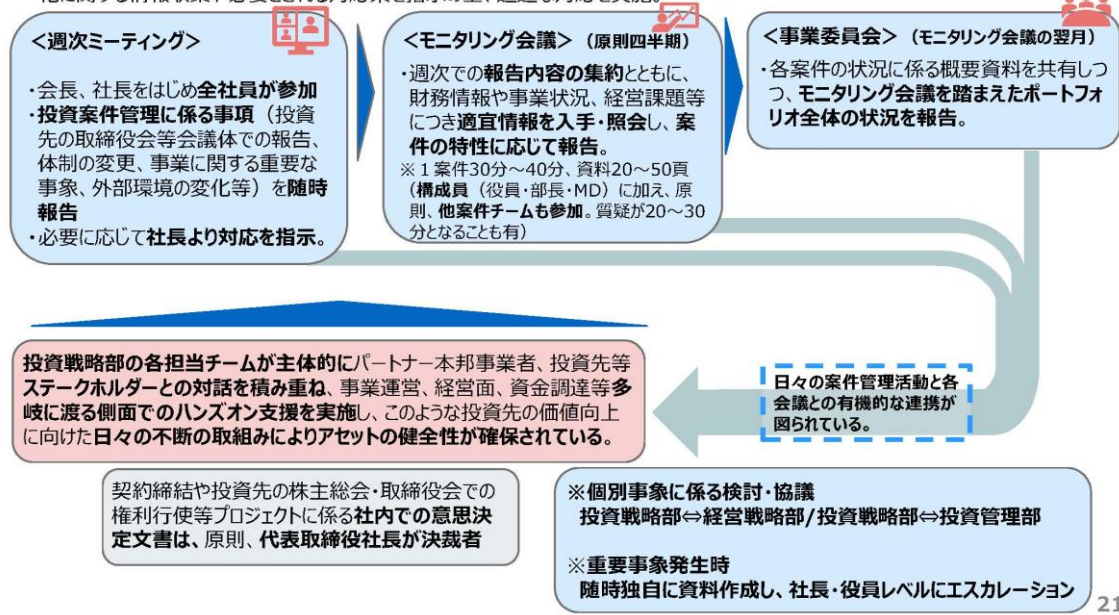 ＜週次ミーティング＞
・会長、社長をはじめ全社員が参加
・投資案件管理に係る事項（投資
先の取締役会等会議体での報告、
体制の変更、事業に関する重要な
事象、外部環境の変化等）を随時
報告
・必要に応じて社長より対応を指示。
＜モニタリング会議＞（原則四半期）
・週次での報告内容の集約とともに、
財務情報や事業状況、経営課題等
につき適宜情報を入手・照会し、案
件の特性に応じて報告。
※１案件30分～40分、資料20～50頁
（構成員（役員・部長・MD）に加え、原
則、他案件チームも参加。質疑が20～30
分となることも有）
＜事業委員会＞（モニタリング会議の翌月）
・各案件の状況に係る概要資料を共有しつ
つ、モニタリング会議を踏まえたポートフォ
リオ全体の状況を報告。
投資戦略部の各担当チームが主体的にパートナー本邦事業者、投資先等
ステークホルダーとの対話を積み重ね、事業運営、経営面、資金調達等多
岐に渡る側面でのハンズオン支援を実施し、このような投資先の価値向上
に向けた日々の不断の取組みによりアセットの健全性が確保されている。
日々の案件管理活動と各
会議との有機的な連携が
図られている。
契約締結や投資先の株主総会・取締役会での
権利行使等プロジェクトに係る社内での意思決
定文書は、原則、代表取締役社長が決裁者
※個別事象に係る検討・協議
投資戦略部⇔経営戦略部/投資戦略部⇔投資管理部
※重要事象発生時
随時独自に資料作成し、社長・役員レベルにエスカレーション
21